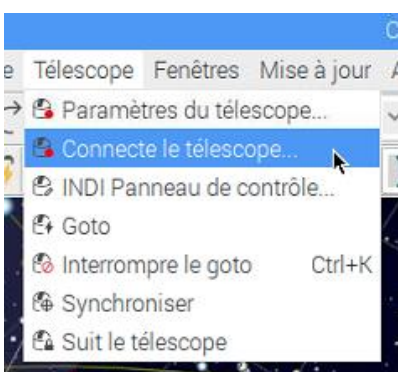 Télescope Fenêtres Mise à jour
Paramètres du télescope...
Connecte le télescope...
INDI Panneau de contrôle...
Goto
Interrompre le goto Ctrl+K
Synchroniser
Suit le télescope